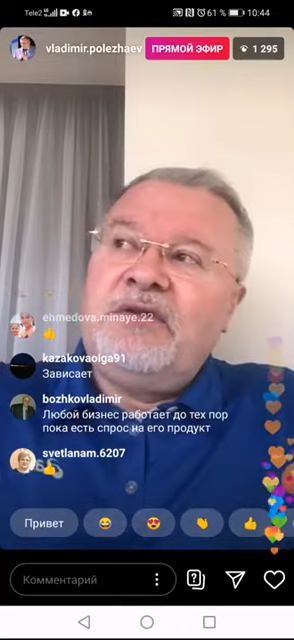 Tele2
61 % 10:44
vladimir.polezhaev ПРЯМОЙ ЭФИР 1 295
ehmedova.minaye.22
👍
kazakovaolga91
Зависает
bozhkovladimir
Любой бизнес работает до тех пор
пока есть спрос на его продукт
svetlanam.6207
👍
Привет 😂 😍 👏 👍
Комментарий